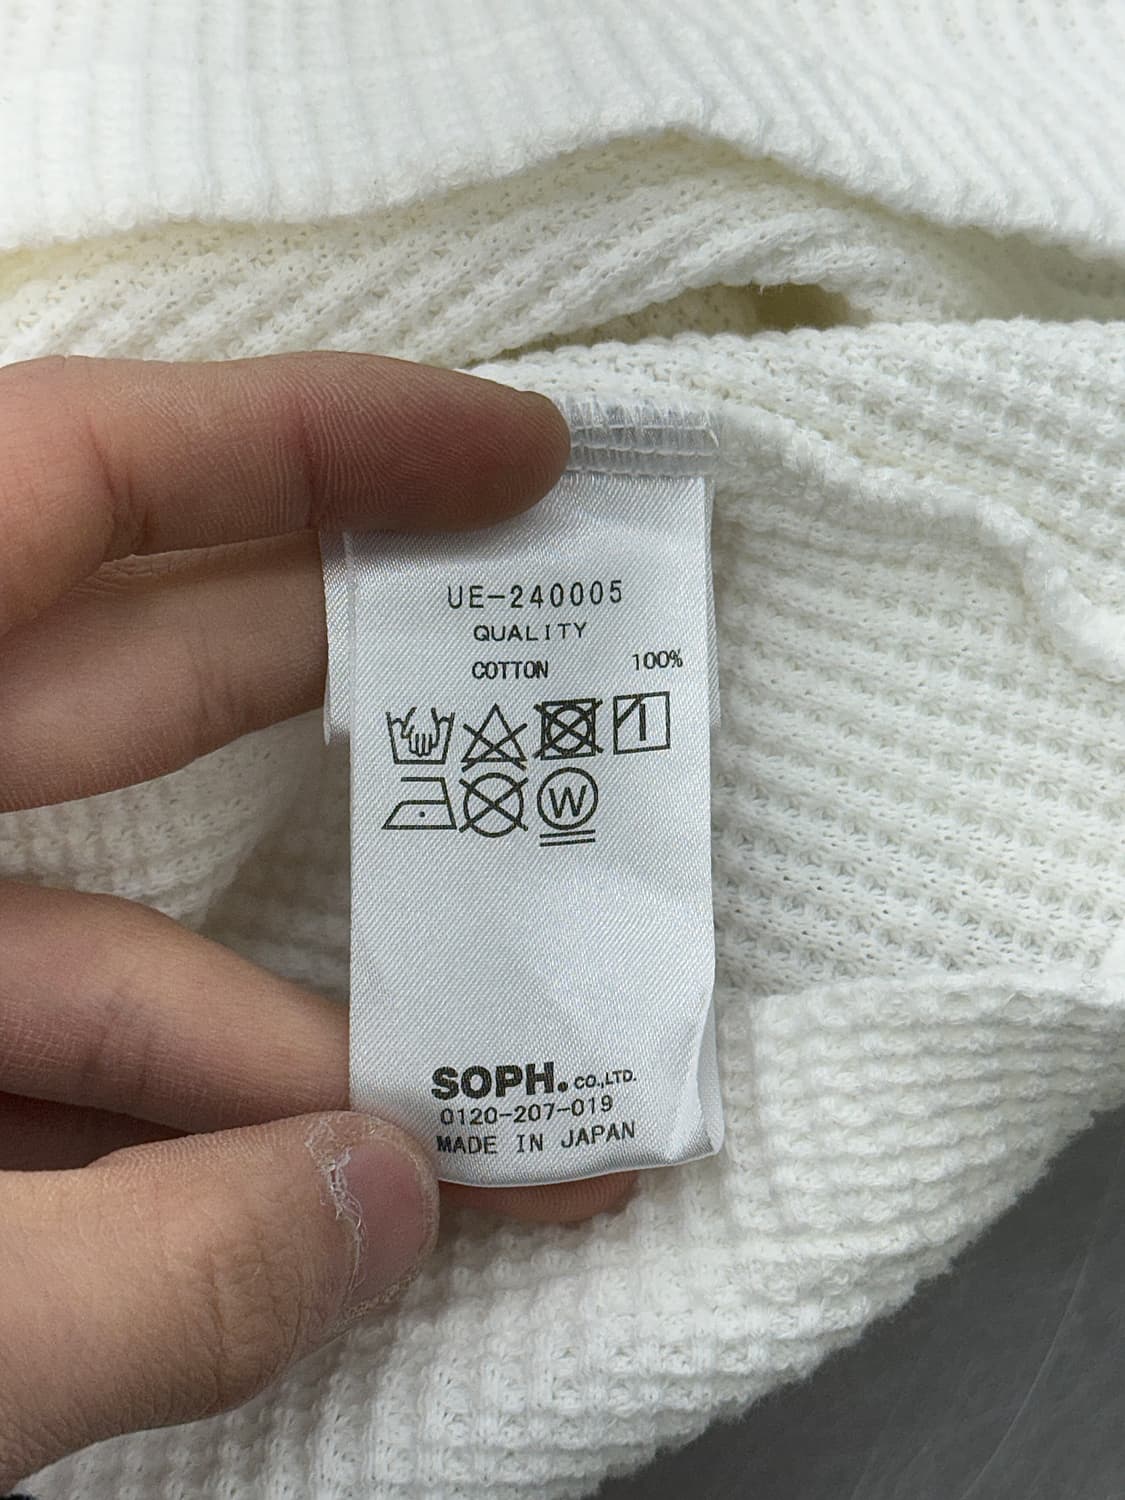 UE-240005
QUALITY
COTTON 100%
W
SOPH. CO.,LTD.
0120-207-019
MADE IN JAPAN